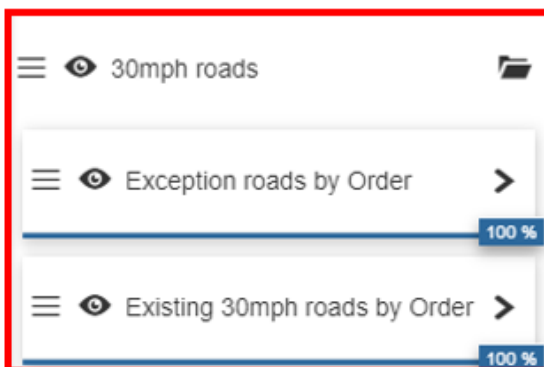 30mph roads
Exception roads by Order
100 %
Existing 30mph roads by Order
100 %